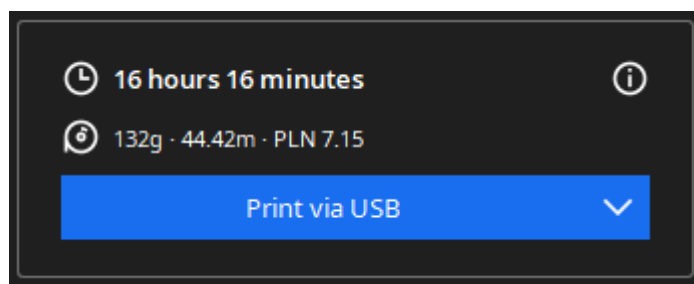 16 hours 16 minutes
132g · 44.42m · PLN 7.15
Print via USB